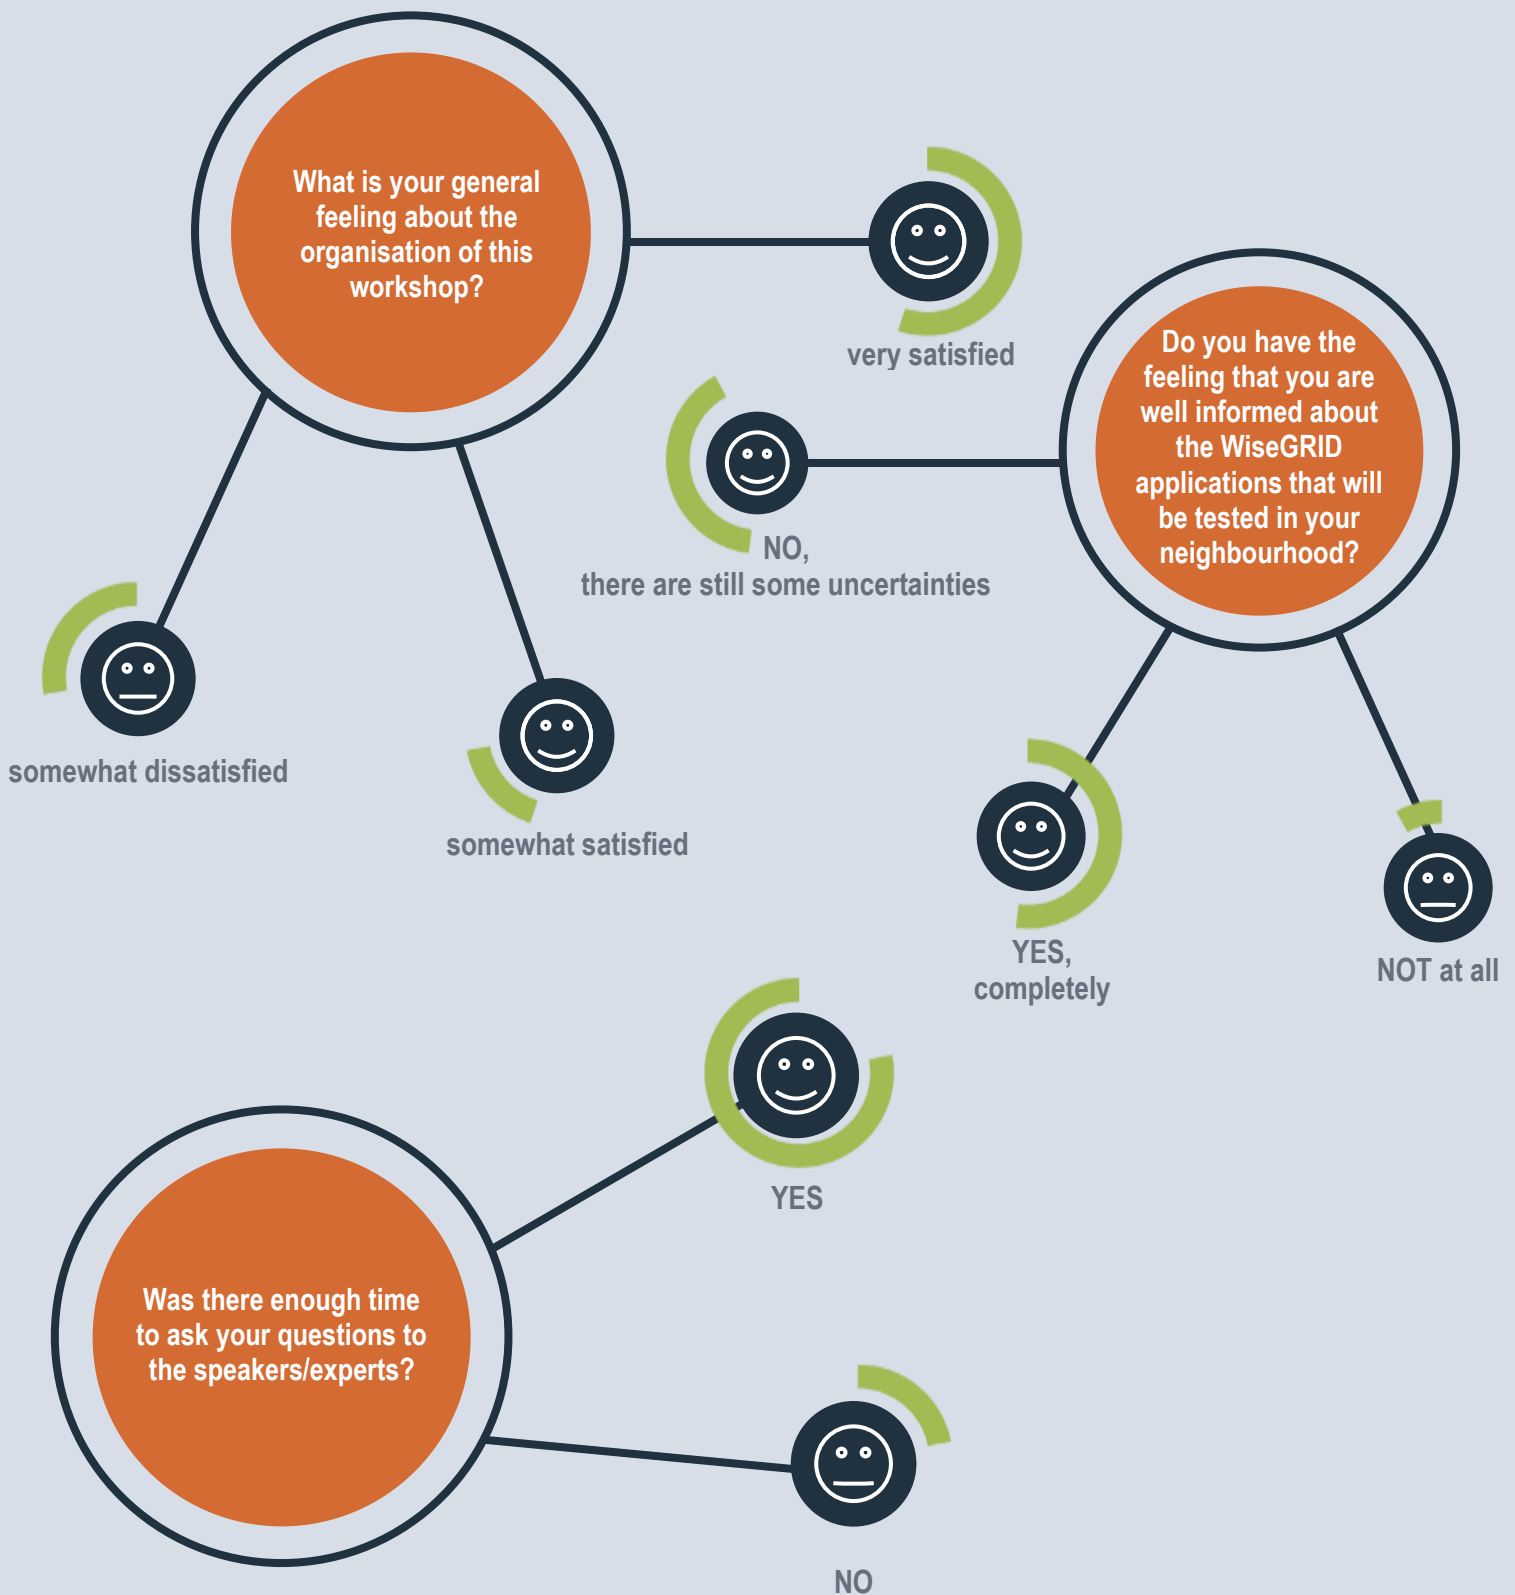 What is your general
feeling about the
organisation of this
workshop?
very satisfied
somewhat dissatisfied
somewhat satisfied
Do you have the
feeling that you are
well informed about
the WiseGRID
applications that will
be tested in your
neighbourhood?
NO,
there are still some uncertainties
YES,
completely
NOT at all
Was there enough time
to ask your questions to
the speakers/experts?
YES
NO